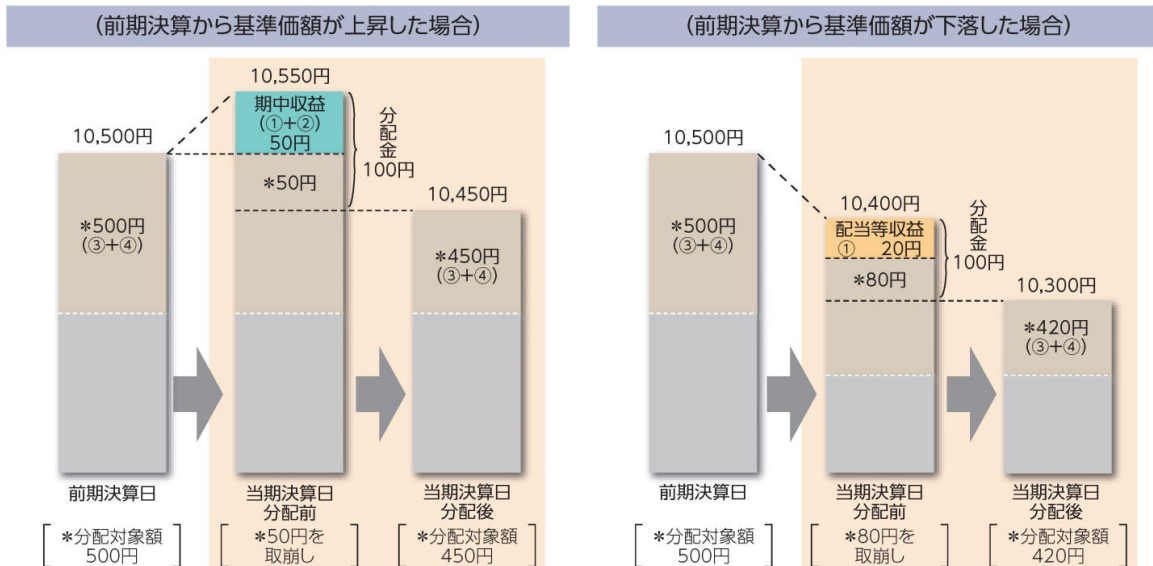 (前期決算から基準価額が上昇した場合)
10,550円
期中収益
(①+②)
50円
分配金
100円
10,500円
*50円
10,450円
*500円
(③+④)
*450円
(③+④)
前期決算日
当期決算日
分配前
当期決算日
分配後
*分配対象額
500円
*50円を
取崩し
*分配対象額
450円
(前期決算から基準価額が下落した場合)
10,500円
10,400円
配当等収益
① 20円
分配金
100円
*500円
(③+④)
*80円
10,300円
*420円
(③+④)
前期決算日
当期決算日
分配前
当期決算日
分配後
*分配対象額
500円
*80円を
取崩し
*分配対象額
420円